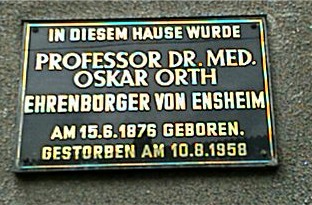 IN DIESEM HAUSE WURDE
PROFESSOR DR. MED.
OSKAR ORTH
EHRENBÜRGER VON ENSHEIM
AM 15.6.1876 GEBOREN.
GESTORBEN AM 10.8.1958